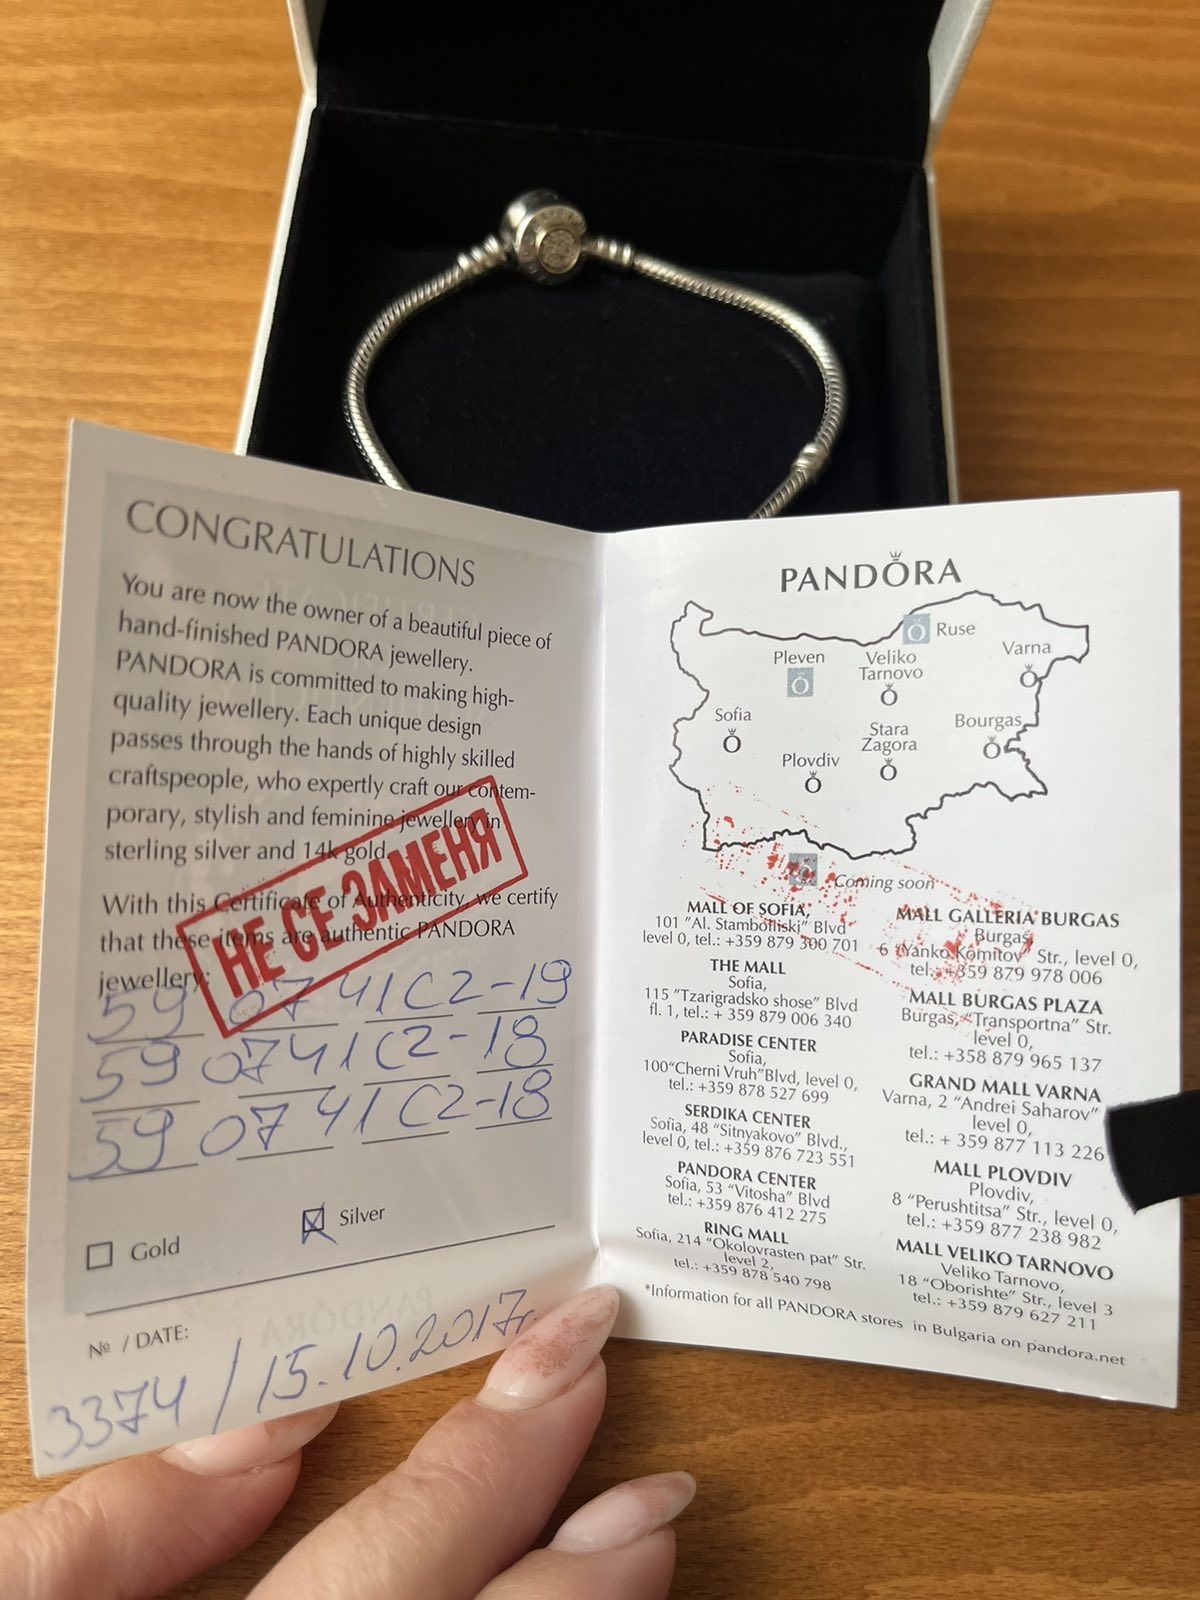 CONGRATULATIONS
You are now the owner of a beautiful piece of
hand-finished PANDORA jewellery.
PANDORA is committed to making high-
quality jewellery. Each unique design
passes through the hands of highly skilled
craftspeople, who expertly craft our contem-
porary, stylish and feminine jewellery in
sterling silver and 14k gold.
With this Certificate of Authenticity, we certify
that these items are authentic PANDORA
jewellery:
НЕ СЕ ЗАМЕНЯ
59 07 41 C2-19
59 07 41 C2-18
59 07 41 C2-18
Gold
Silver
№ / DATE:
3374 / 15.10.2017г.
PANDORA
Ruse
Pleven
Veliko
Tarnovo
Varna
Sofia
Stara
Zagora
Bourgas
Plovdiv
Coming soon
MALL OF SOFIA,
101 "Al. Stamboliiski" Blvd
level 0, tel.: +359 879 300 701
THE MALL
Sofia,
115 "Tzarigradsko shose" Blvd
fl. 1, tel.: + 359 879 006 340
PARADISE CENTER
Sofia,
100"Cherni Vruh"Blvd, level 0,
tel.: +359 878 527 699
SERDIKA CENTER
Sofia, 48 "Sitnyakovo" Blvd.,
level 0, tel.: +359 876 723 551
PANDORA CENTER
Sofia, 53 "Vitosha" Blvd
tel.: +359 876 412 275
RING MALL
Sofia, 214 "Okolovrasten pat" Str.
level 2,
tel.: +359 878 540 798
MALL GALLERIA BURGAS
Burgas,
6 "Yanko Komitov" Str., level 0,
tel.: +359 879 978 006
MALL BURGAS PLAZA
Burgas, "Transportna" Str.
level 0,
tel.: +358 879 965 137
GRAND MALL VARNA
Varna, 2 "Andrei Saharov"
level 0,
tel.: + 359 877 113 226
MALL PLOVDIV
Plovdiv,
8 "Perushtitsa" Str., level 0,
tel.: +359 877 238 982
MALL VELIKO TARNOVO
Veliko Tarnovo,
18 "Oborishte" Str., level 3
tel.: +359 879 627 211
*Information for all PANDORA stores in Bulgaria on pandora.net